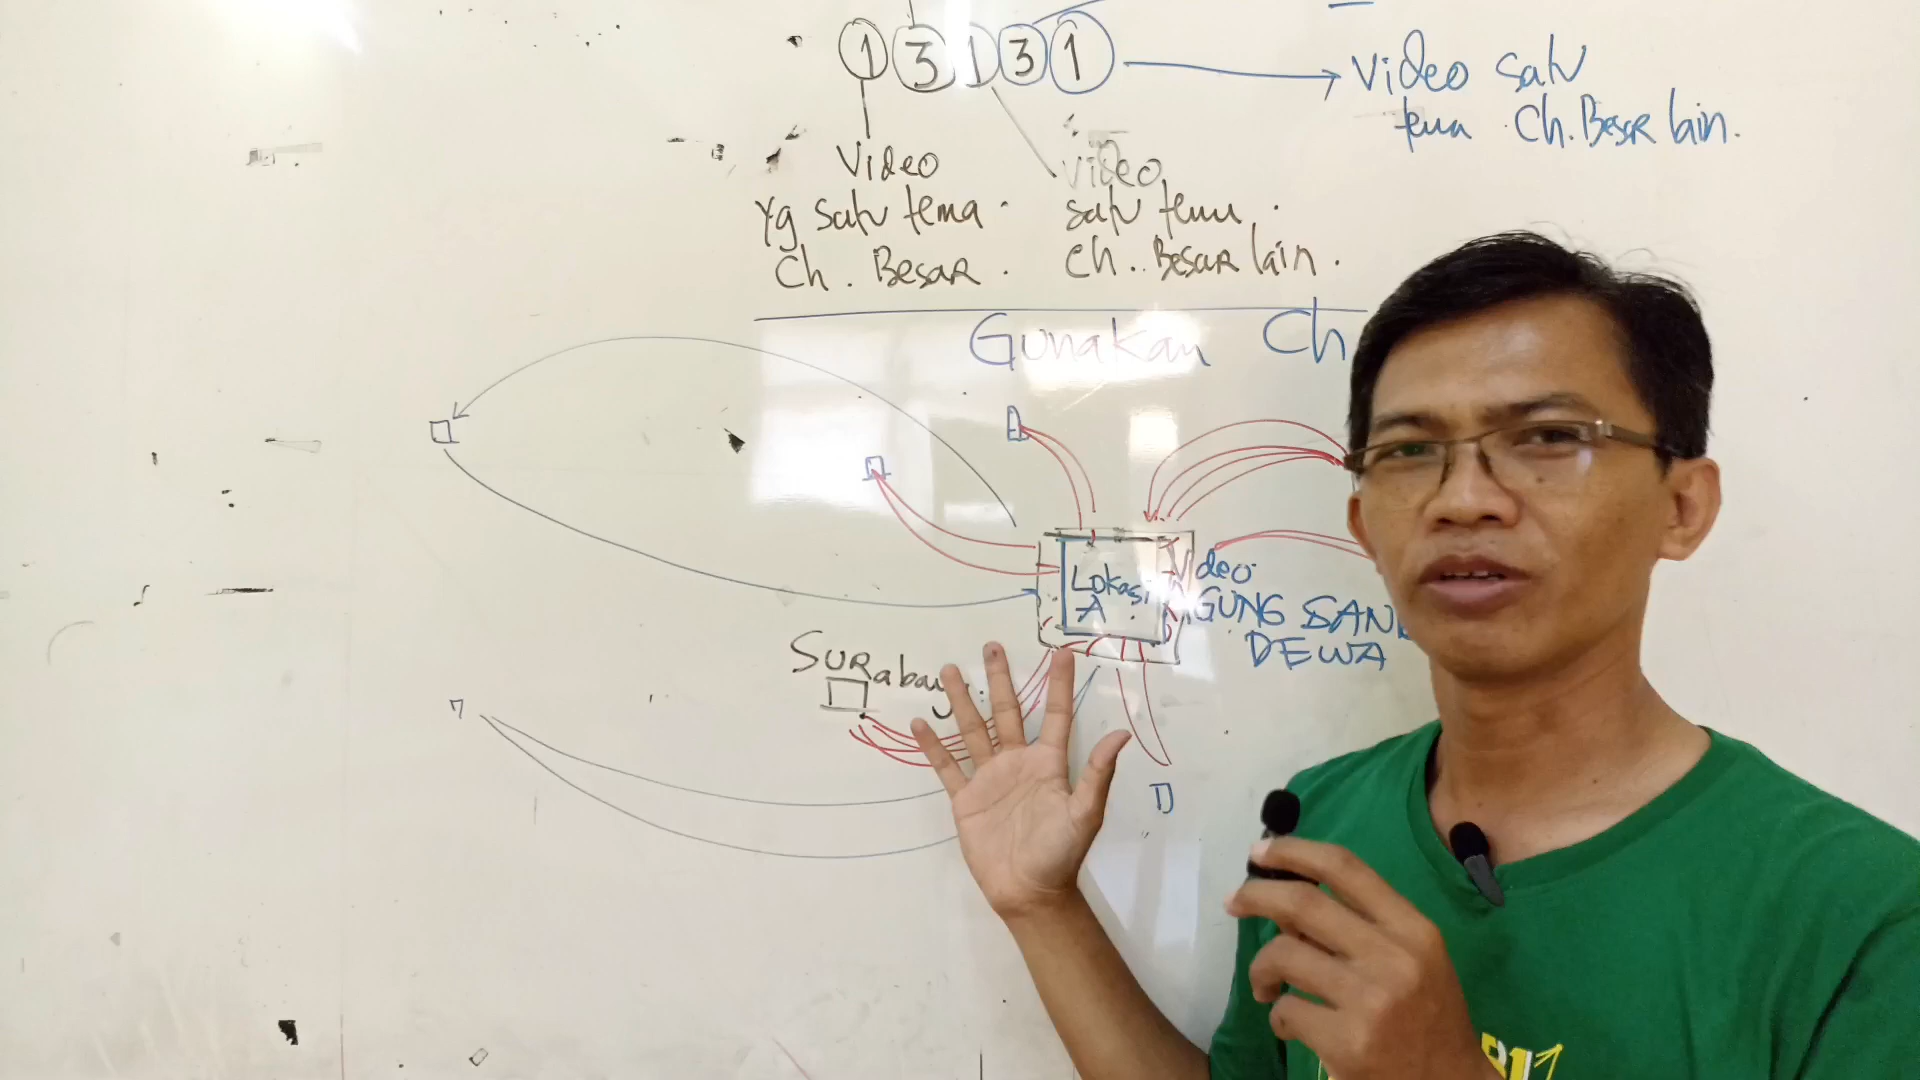 1 3 1 3 1
Video satu
tema Ch. Besar lain.
Video
Yg satu tema
Ch. Besar.
Video
satu tema.
Ch. Besar lain.
Gunakan Ch
Lokasi
A
Video
GUNG SAN
DEWA
SURabaya